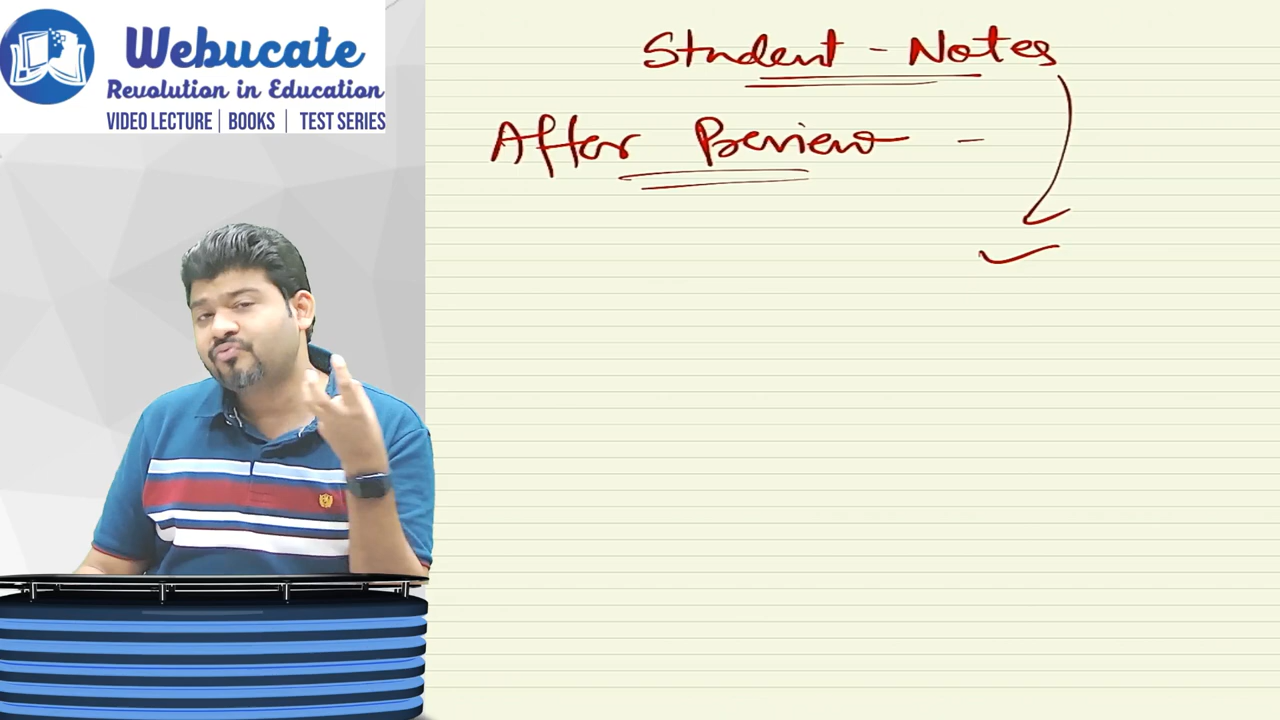 Webucate
Revolution in Education
VIDEO LECTURE | BOOKS | TEST SERIES
Student - Notes
After Review -